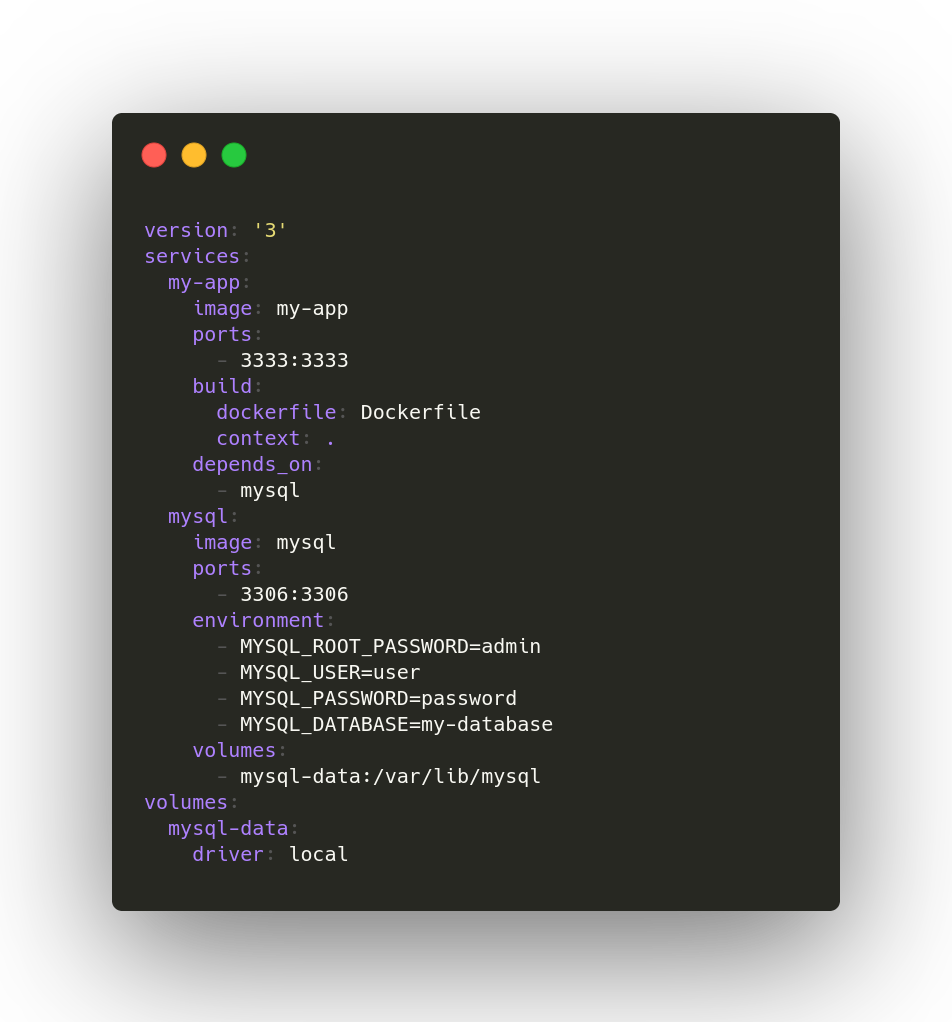 version: '3'
services:
  my-app:
    image: my-app
    ports:
      - 3333:3333
    build:
      dockerfile: Dockerfile
      context: .
    depends_on:
      - mysql
  mysql:
    image: mysql
    ports:
      - 3306:3306
    environment:
      - MYSQL_ROOT_PASSWORD=admin
      - MYSQL_USER=user
      - MYSQL_PASSWORD=password
      - MYSQL_DATABASE=my-database
    volumes:
      - mysql-data:/var/lib/mysql
volumes:
  mysql-data:
    driver: local